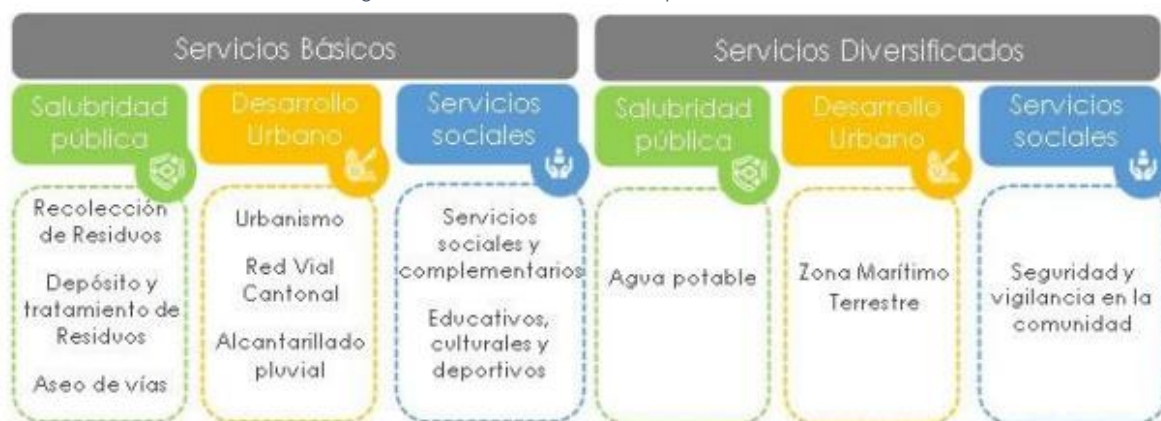 Servicios Básicos
Servicios Diversificados
Salubridad
pública
Desarrollo
Urbano
Servicios
sociales
Salubridad
pública
Desarrollo
Urbano
Servicios
sociales
Recolección
de Residuos
Depósito y
tratamiento de
Residuos
Aseo de vías
Urbanismo
Red Vial
Cantonal
Alcantarillado
pluvial
Servicios
sociales y
complementarios
Educativos,
culturales y
deportivos
Agua potable
Zona Marítimo
Terrestre
Seguridad y
vigilancia en la
comunidad